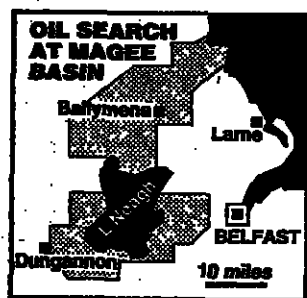 OIL SEARCH
AT MAGEE
BASIN
Ballymena
Larne
L Neagh
BELFAST
Dungannon
10 miles